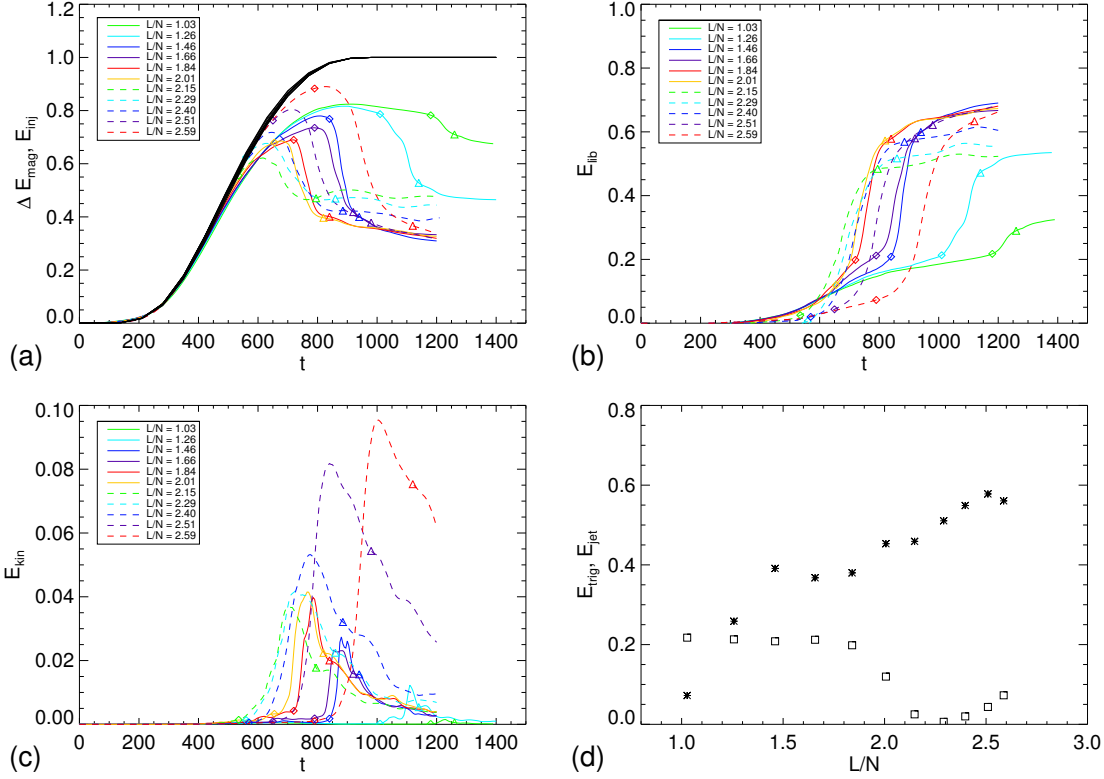 L/N = 1.03
L/N = 1.26
L/N = 1.46
L/N = 1.66
L/N = 1.84
L/N = 2.01
L/N = 2.15
L/N = 2.29
L/N = 2.40
L/N = 2.51
L/N = 2.59
1.2
1.0
0.8
0.6
0.4
0.2
0.0
Δ E_mag, E_inj
0 200 400 600 800 1000 1200 1400
t
(a)
L/N = 1.03
L/N = 1.26
L/N = 1.46
L/N = 1.66
L/N = 1.84
L/N = 2.01
L/N = 2.15
L/N = 2.29
L/N = 2.40
L/N = 2.51
L/N = 2.59
1.0
0.8
0.6
0.4
0.2
0.0
E_lib
0 200 400 600 800 1000 1200 1400
t
(b)
L/N = 1.03
L/N = 1.26
L/N = 1.46
L/N = 1.66
L/N = 1.84
L/N = 2.01
L/N = 2.15
L/N = 2.29
L/N = 2.40
L/N = 2.51
L/N = 2.59
0.10
0.08
0.06
0.04
0.02
0.00
E_kin
0 200 400 600 800 1000 1200 1400
t
(c)
0.8
0.6
0.4
0.2
0.0
E_trig, E_jet
1.0 1.5 2.0 2.5 3.0
L/N
(d)